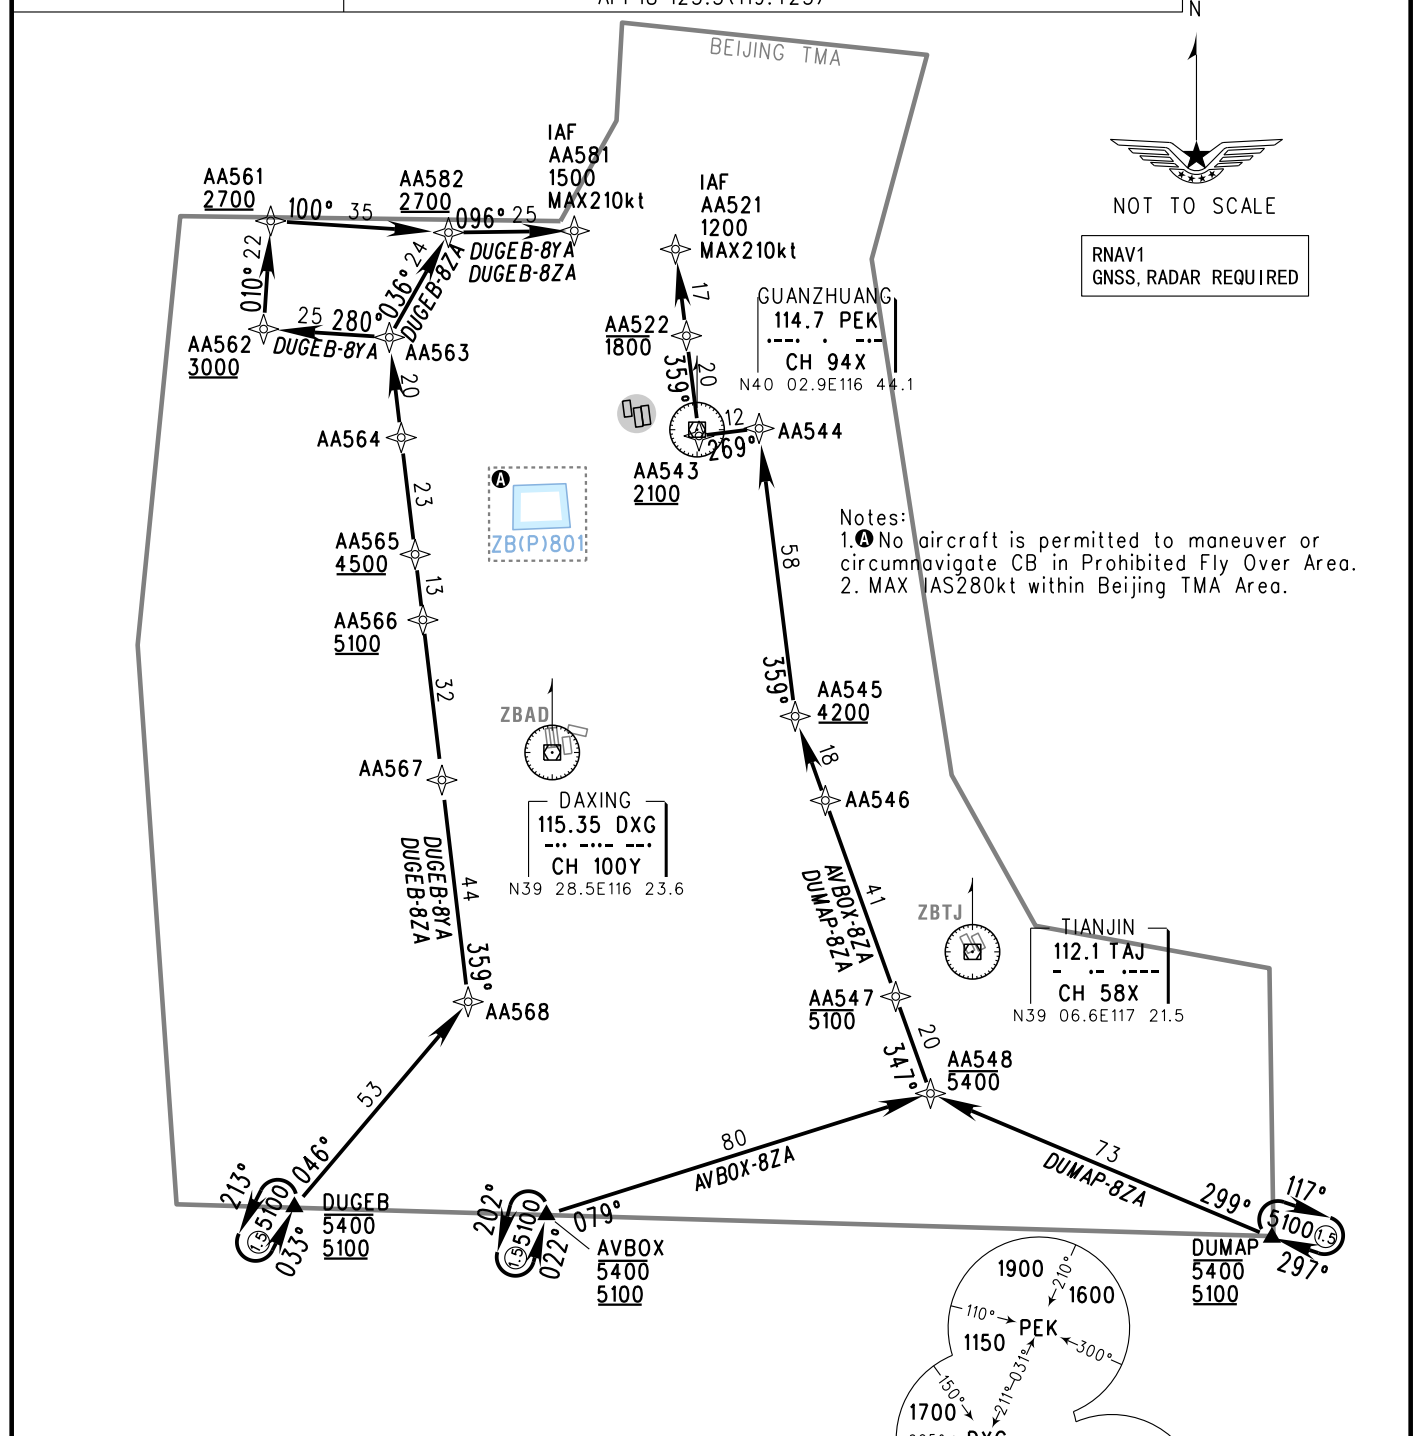 N
BEIJING TMA
NOT TO SCALE
RNAV1
GNSS, RADAR REQUIRED
IAF
AA581
1500
MAX210kt
AA561
2700
AA582
2700
100° 35
096° 25
DUGEB-8YA
DUGEB-8ZA
010° 22
036° 24
DUGEB-8ZA
25 280°
DUGEB-8YA
AA562
3000
AA563
20
AA564
23
AA565
4500
13
AA566
5100
32
AA567
44
DUGEB-8YA
DUGEB-8ZA
359°
AA568
53
046°
IAF
AA521
1200
MAX210kt
17
AA522
1800
359° 20
GUANZHUANG
114.7 PEK
CH 94X
N40 02.9E116 44.1
12
269°
AA544
AA543
2100
A
ZB(P)801
Notes:
1. A No aircraft is permitted to maneuver or
circumnavigate CB in Prohibited Fly Over Area.
2. MAX IAS280kt within Beijing TMA Area.
58
359°
AA545
4200
18
AA546
41
AVBOX-8ZA
DUMAP-8ZA
ZBAD
DAXING
115.35 DXG
CH 100Y
N39 28.5E116 23.6
ZBTJ
TIANJIN
112.1 TAJ
CH 58X
N39 06.6E117 21.5
AA547
5100
20
347°
AA548
5400
80
AVBOX-8ZA
73
DUMAP-8ZA
213°
5100
1.5
033°
DUGEB
5400
5100
202°
5100
1.5
022°
079°
AVBOX
5400
5100
299°
117°
5100
1.5
297°
DUMAP
5400
5100
1900
210°
1600
110°
PEK
1150
300°
031°
211°
150°
1700
DXG